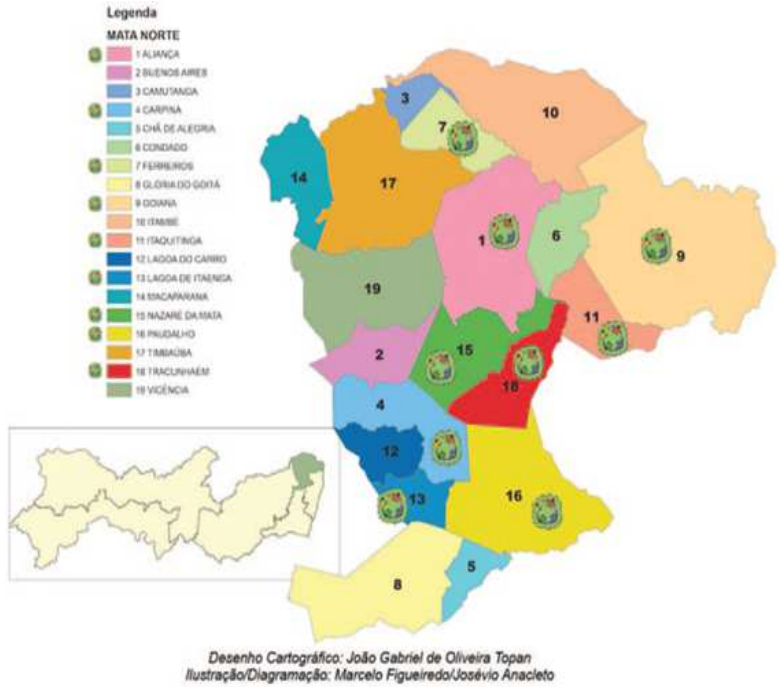 Legenda
MATA NORTE
1 ALIANÇA
2 BUENOS AIRES
3 CAMUTANGA
4 CARPINA
5 CHÃ DE ALEGRIA
6 CONDADO
7 FERREIROS
8 GLÓRIA DO GOITÁ
9 GOIANA
10 ITAMBÉ
11 ITAQUITINGA
12 LAGOA DO CARRO
13 LAGOA DE ITAENGA
14 MACAPARANA
15 NAZARÉ DA MATA
16 PAUDALHO
17 TIMBAÚBA
18 TRACUNHAÉM
19 VICÊNCIA
3
10
7
14
17
1
6
9
19
11
2
15
18
4
12
13
16
5
8
Desenho Cartográfico: João Gabriel de Oliveira Topan
Ilustração/Diagramação: Marcelo Figueiredo/Josévio Anacleto